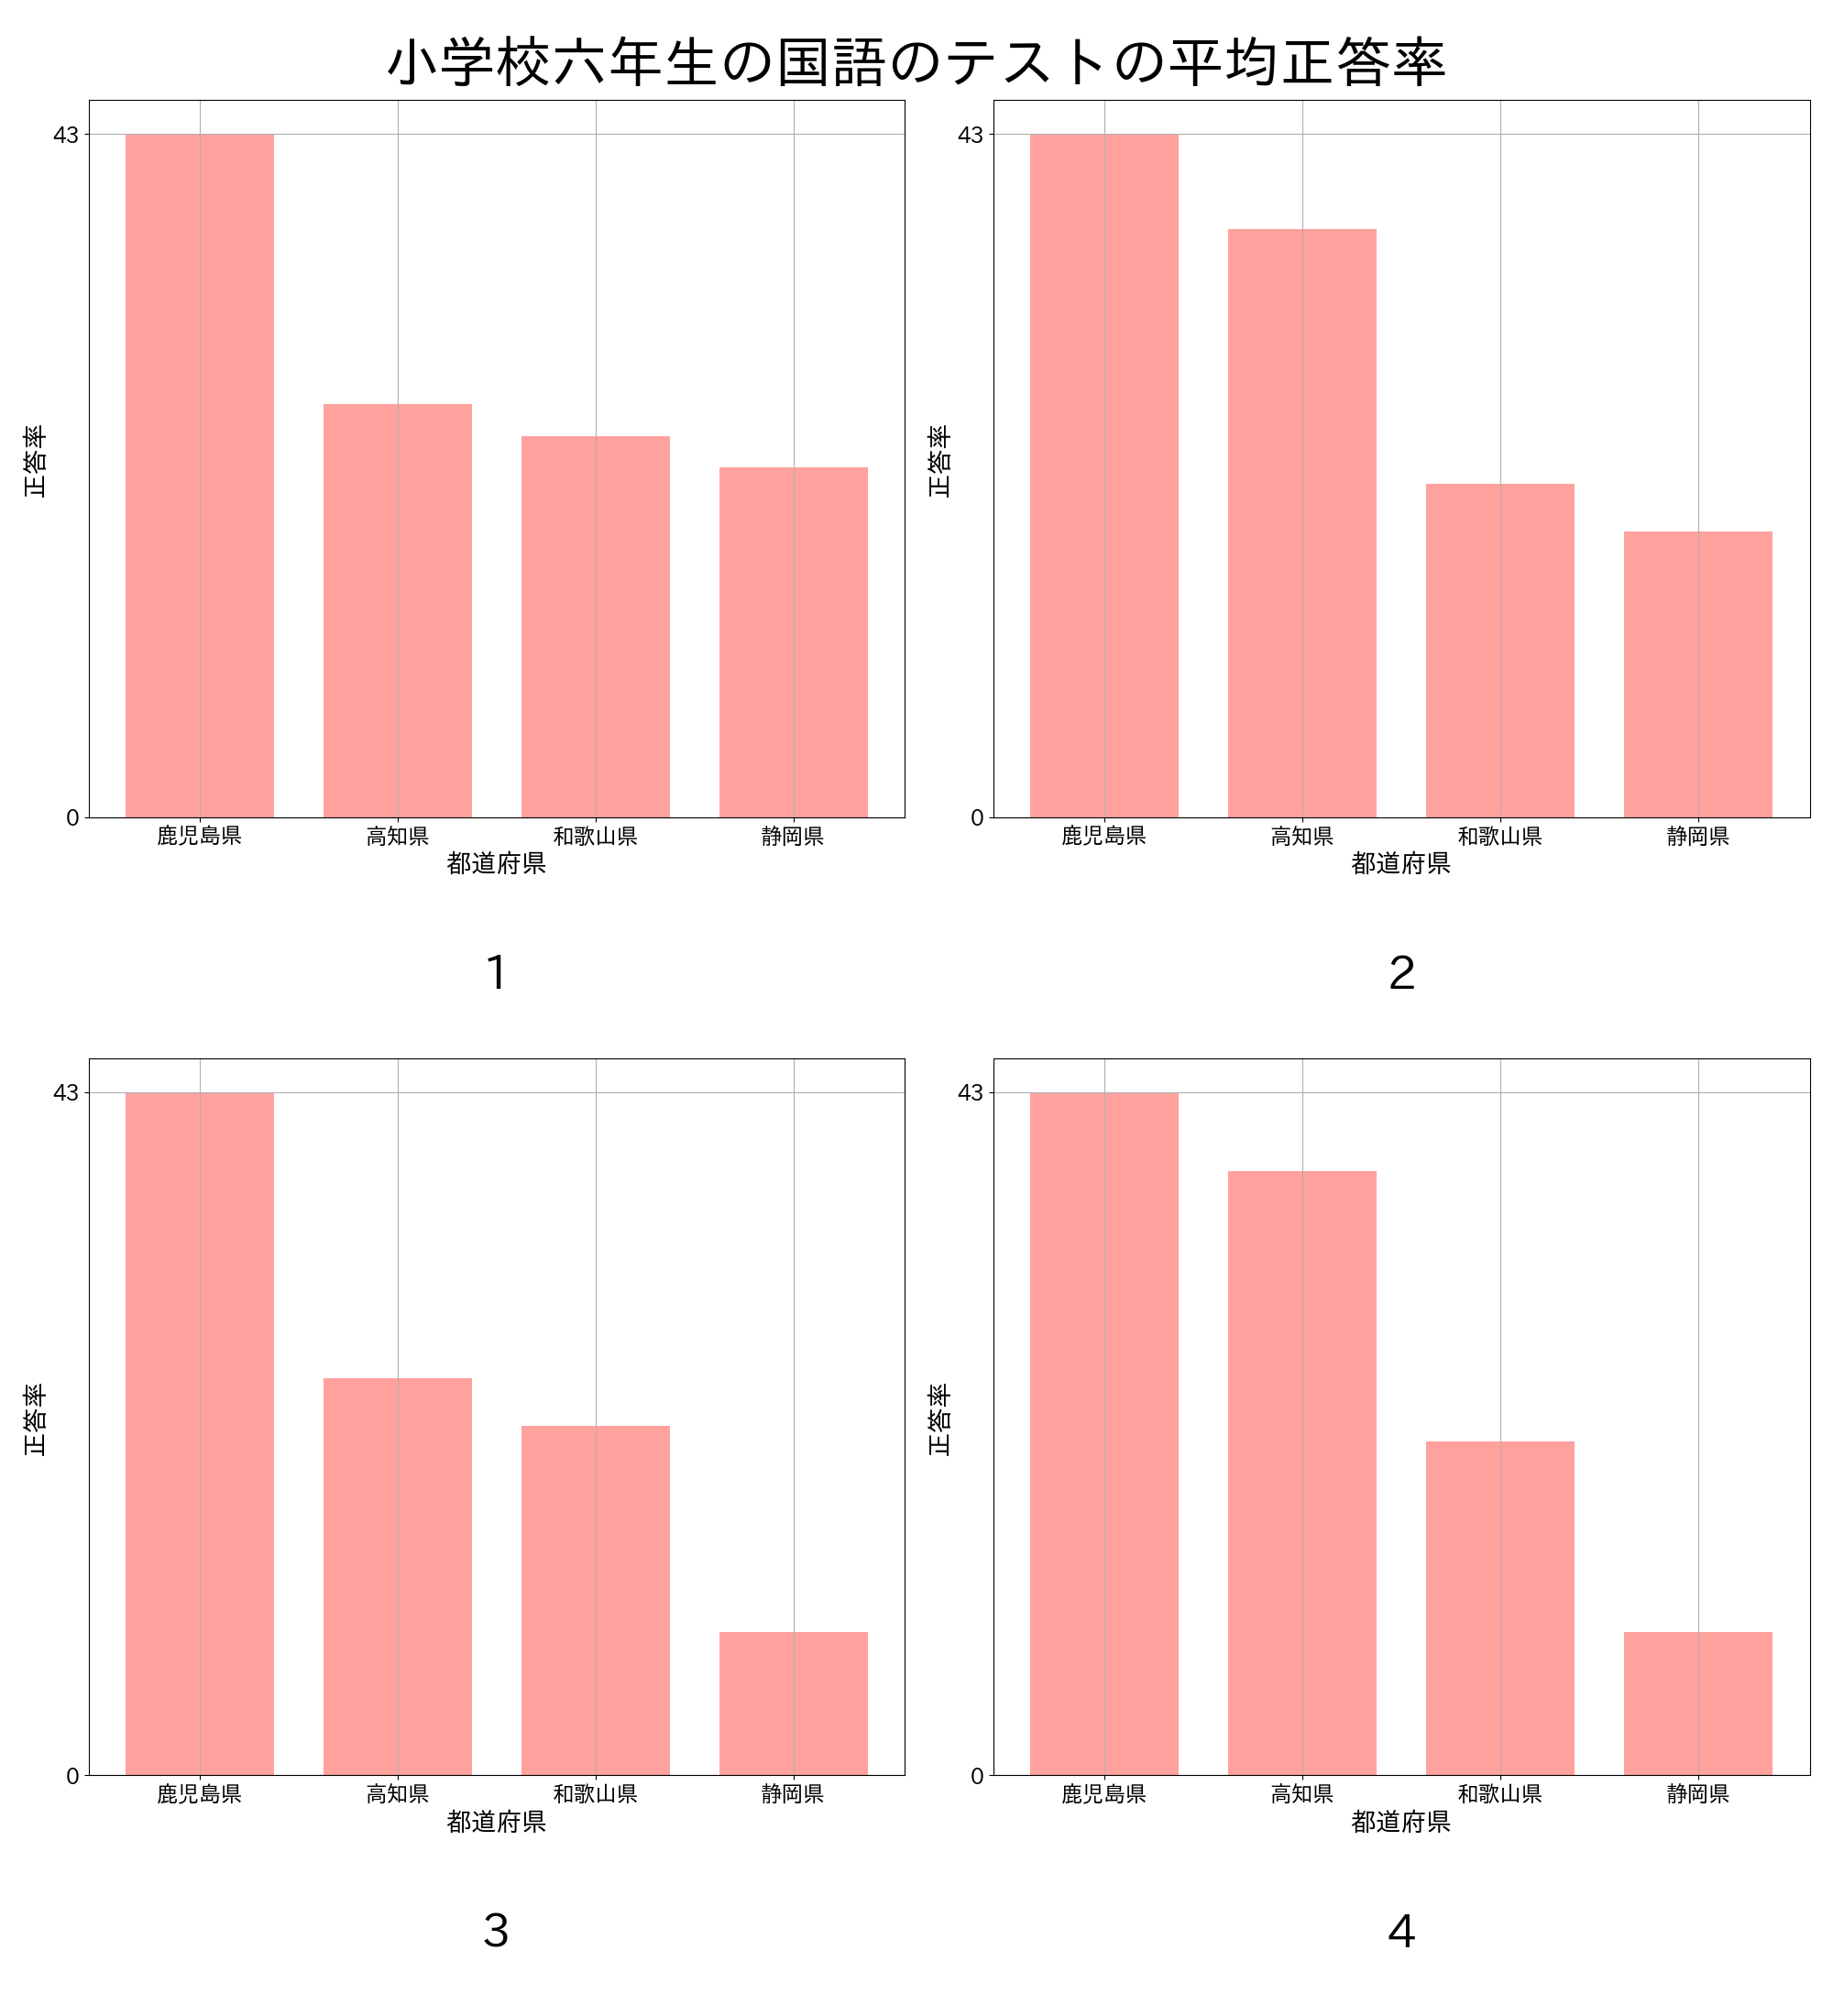 小学校六年生の国語のテストの平均正答率
43
正答率
0
鹿児島県 高知県 和歌山県 静岡県
都道府県
1
43
正答率
0
鹿児島県 高知県 和歌山県 静岡県
都道府県
2
43
正答率
0
鹿児島県 高知県 和歌山県 静岡県
都道府県
3
43
正答率
0
鹿児島県 高知県 和歌山県 静岡県
都道府県
4